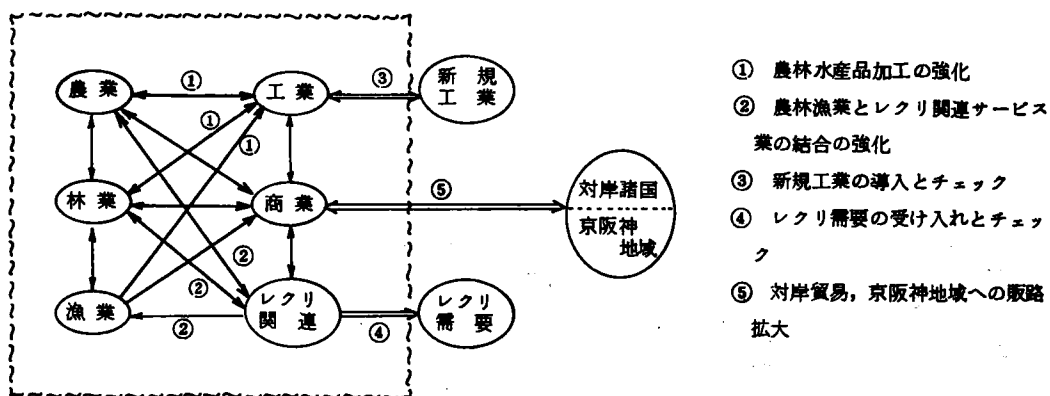 農業
①
工業
③
新規
工業
①
①
林業
商業
⑤
対岸諸国
京阪神
地域
②
②
漁業
②
レクリ
関連
④
レクリ
需要
① 農林水産品加工の強化
② 農林漁業とレクリ関連サービス
業の結合の強化
③ 新規工業の導入とチェック
④ レクリ需要の受け入れとチェッ
ク
⑤ 対岸貿易,京阪神地域への販路
拡大